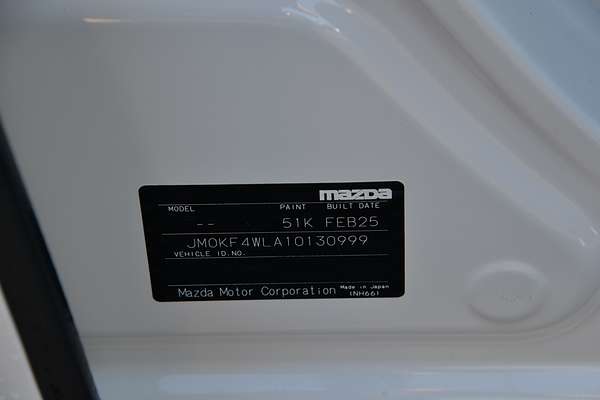 mazda
MODEL PAINT BUILT DATE
-- 51K FEB25
JM0KF4WLA10130999
VEHICLE ID.NO.
Mazda Motor Corporation Made in Japan
(NH66)